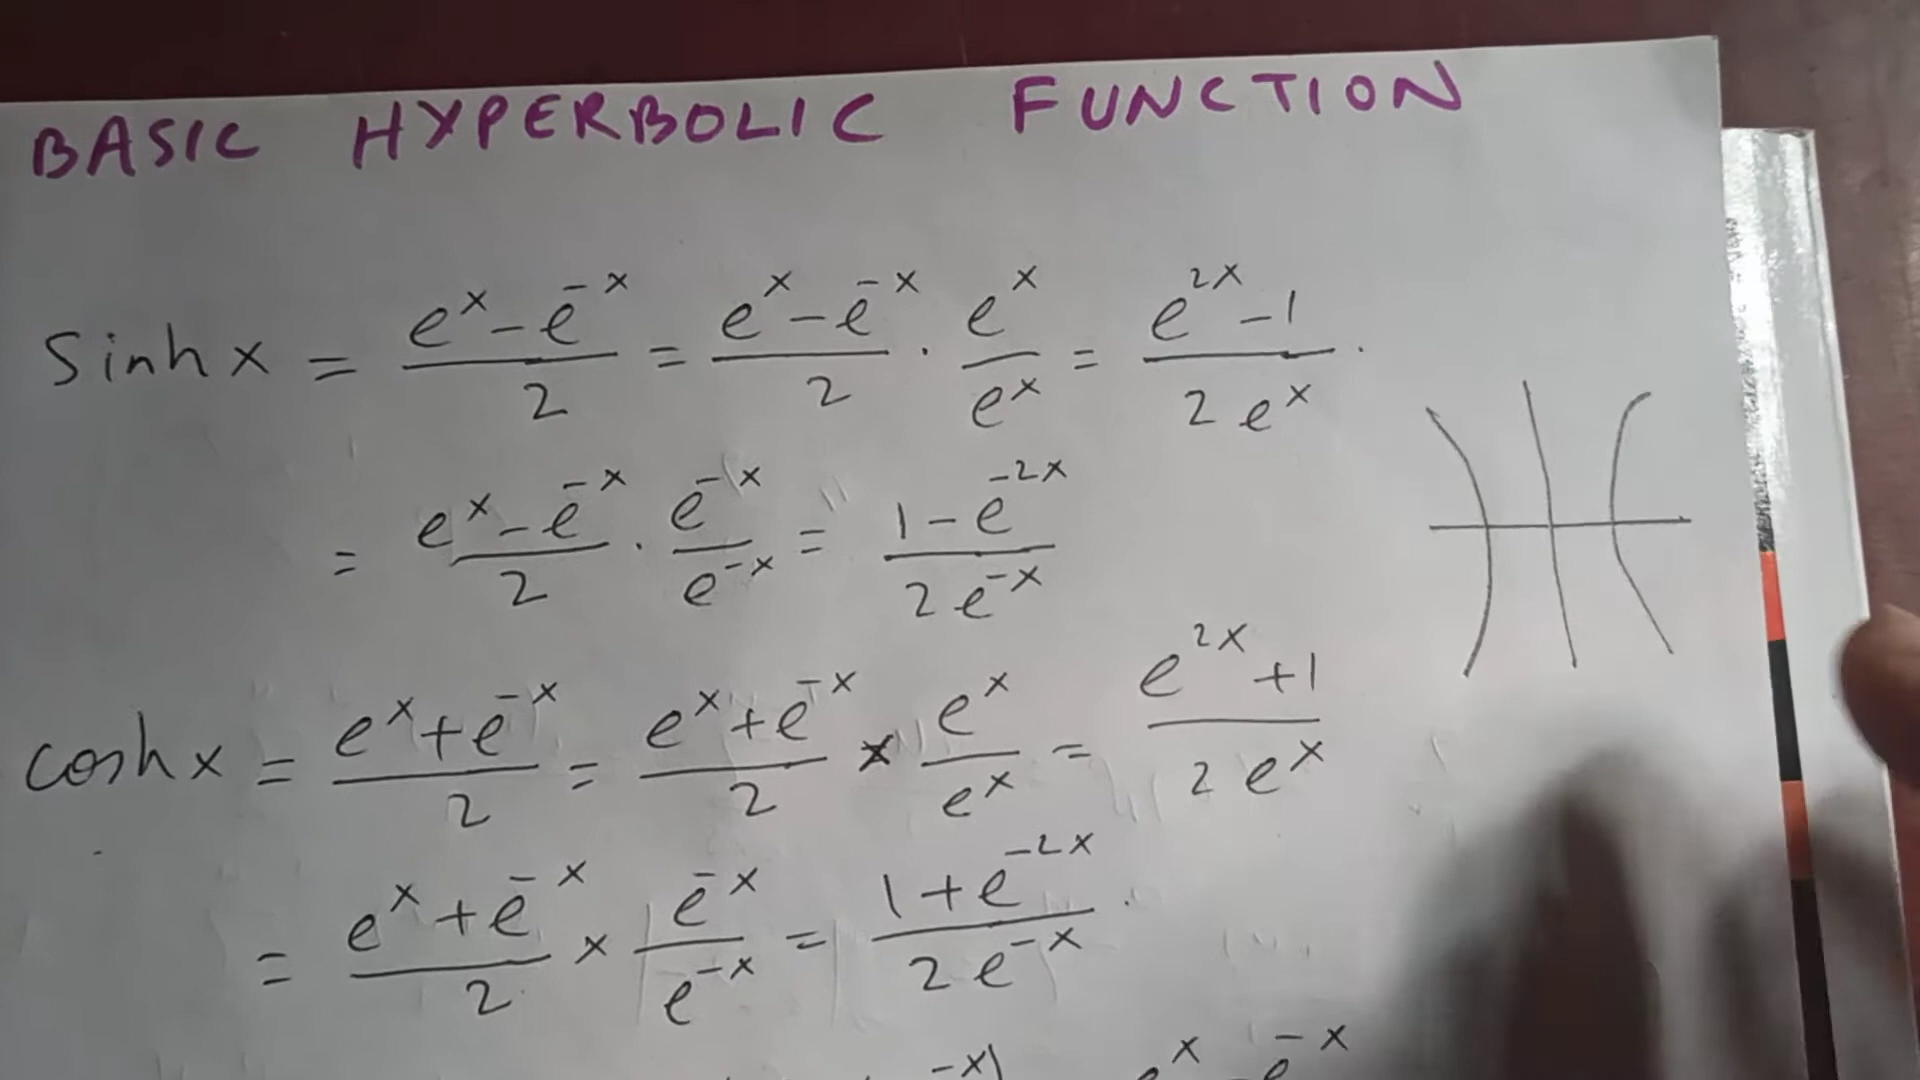 BASIC HYPERBOLIC FUNCTION
Sinh x = (e^x - e^-x)/2 = (e^x - e^-x)/2 · e^x/e^x = (e^2x - 1)/(2e^x).
= (e^x - e^-x)/2 · e^-x/e^-x = (1 - e^-2x)/(2e^-x)
cosh x = (e^x + e^-x)/2 = (e^x + e^-x)/2 × e^x/e^x = (e^2x + 1)/(2e^x)
= (e^x + e^-x)/2 × e^-x/e^-x = (1 + e^-2x)/(2e^-x).